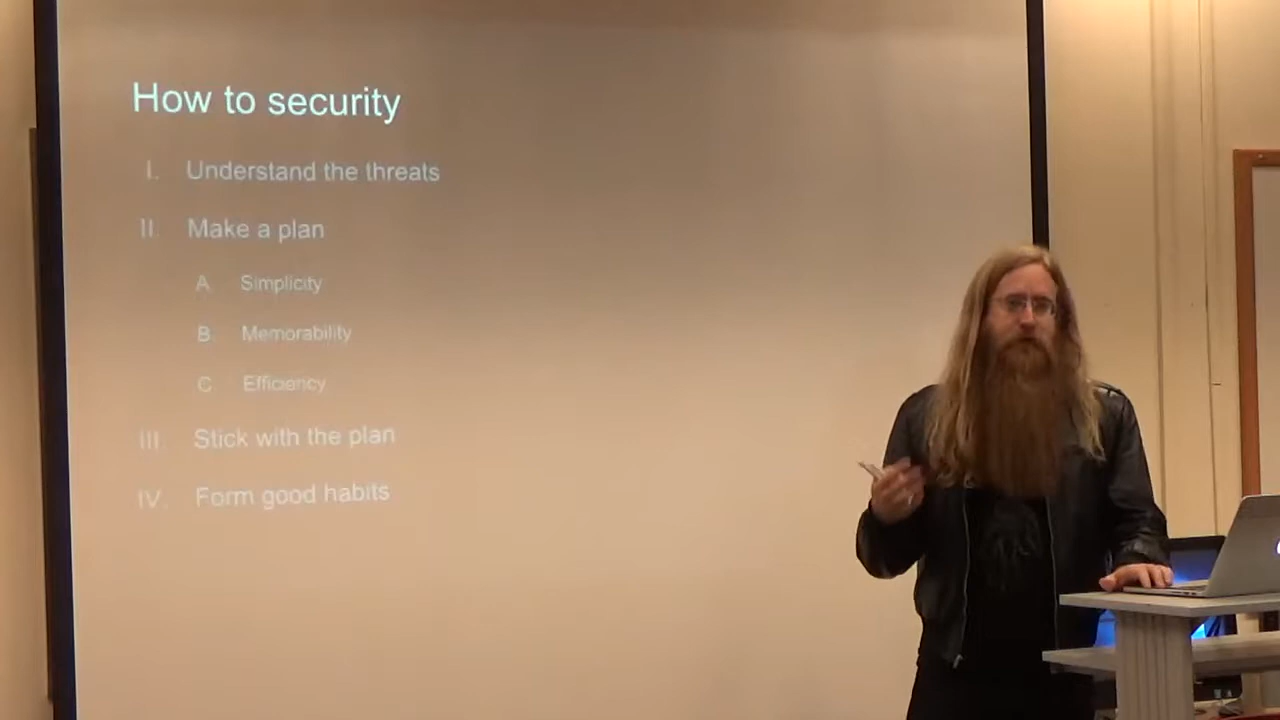 How to security
I. Understand the threats
II. Make a plan
A. Simplicity
B. Memorability
C. Efficiency
III. Stick with the plan
IV. Form good habits